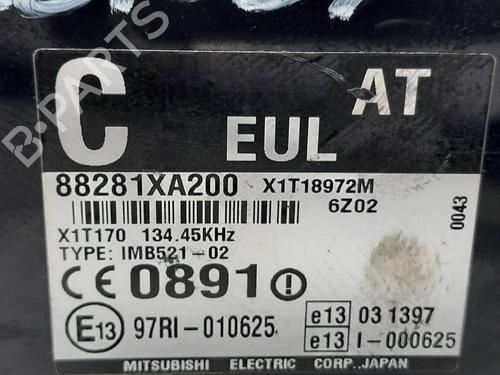 C
AT
EUL
88281XA200 X1T18972M
6Z02
0043
X1T170 134.45KHz
TYPE: IMB521-02
CE 0891 !
E13 97RI-010625
e13 03 1397
e13 I-000625
MITSUBISHI ELECTRIC CORP.,JAPAN
B-PARTS